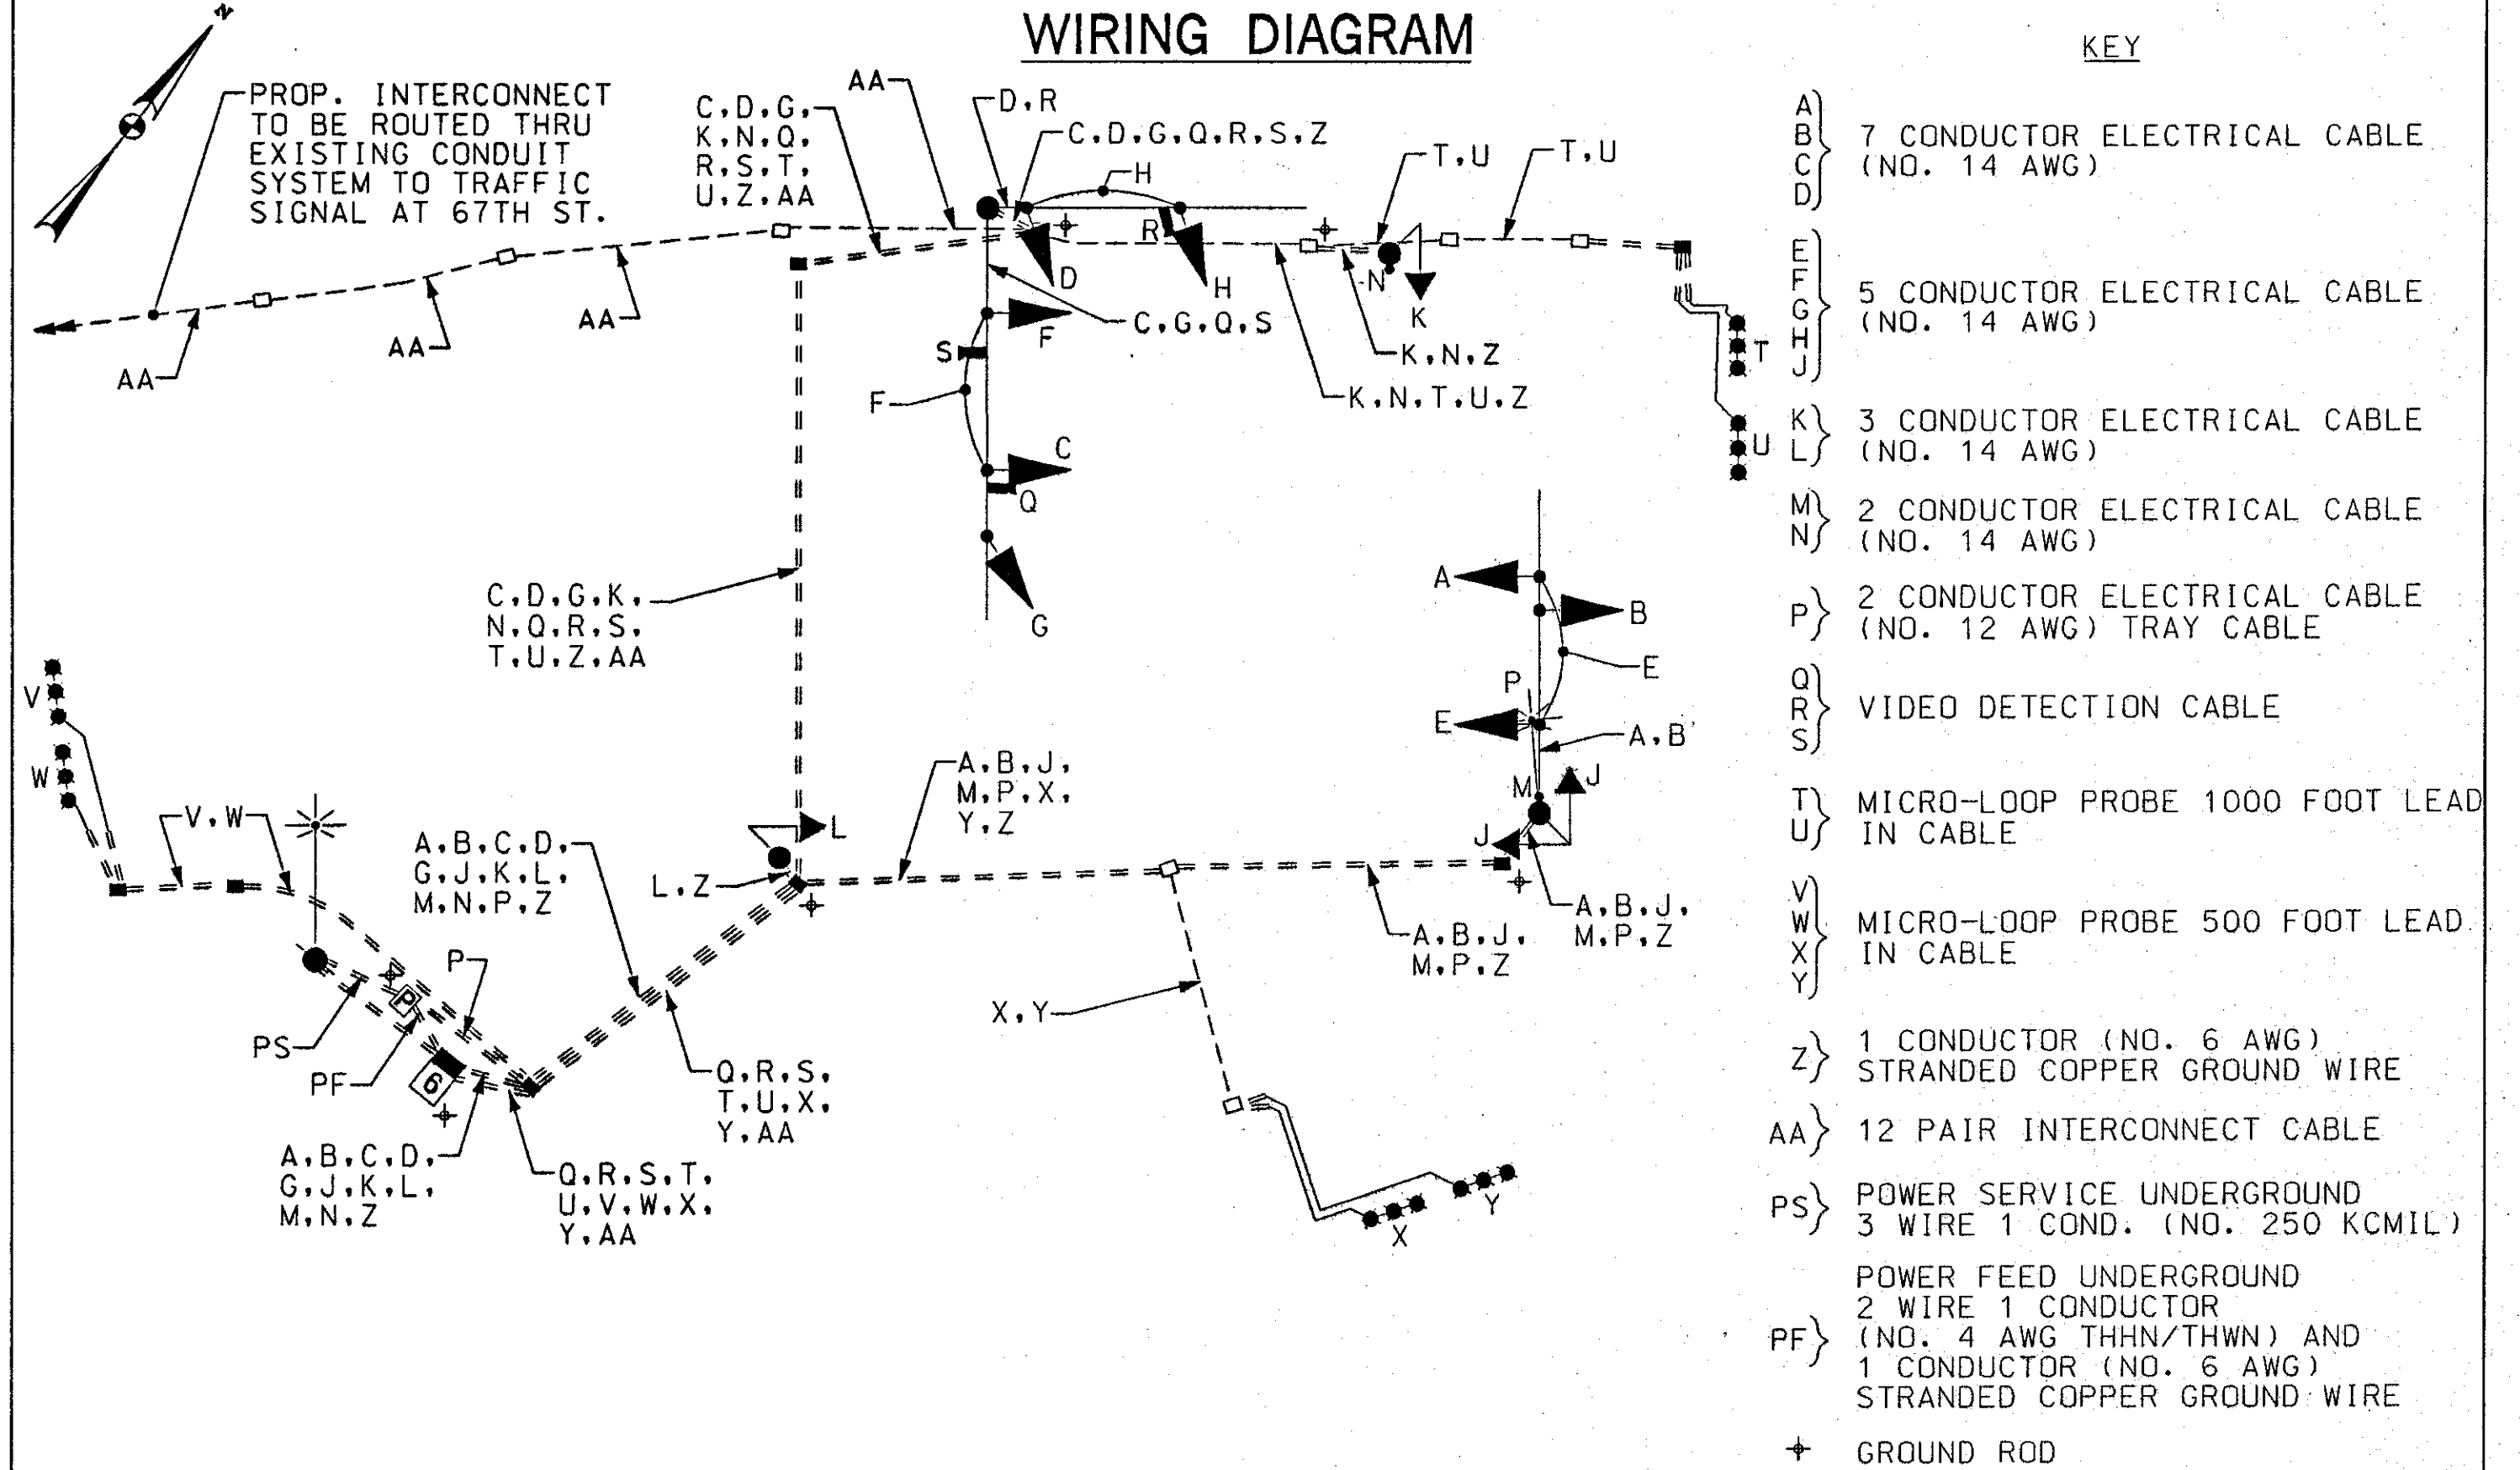 WIRING DIAGRAM
N
PROP. INTERCONNECT
TO BE ROUTED THRU
EXISTING CONDUIT
SYSTEM TO TRAFFIC
SIGNAL AT 67TH ST.
AA
C,D,G,
K,N,Q,
R,S,T,
U,Z,AA
D,R
C,D,G,Q,R,S,Z
H
T,U
T,U
R
D
H
N
K
F
C,G,Q,S
S
K,N,Z
K,N,T,U,Z
AA
AA
AA
F
C
Q
G
T
U
C,D,G,K,
N,Q,R,S,
T,U,Z,AA
A
B
E
P
E
A,B
M
J
J
V
W
V,W
A,B,C,D,
G,J,K,L,
M,N,P,Z
L
L,Z
A,B,J,
M,P,X,
Y,Z
A,B,J,
M,P,Z
A,B,J,
M,P,Z
P
P
PS
PF
6
X,Y
Q,R,S,
T,U,X,
Y,AA
A,B,C,D,
G,J,K,L,
M,N,Z
Q,R,S,T,
U,V,W,X,
Y,AA
X
Y
KEY
A
B
C
D
7 CONDUCTOR ELECTRICAL CABLE
(NO. 14 AWG)
E
F
G
H
J
5 CONDUCTOR ELECTRICAL CABLE
(NO. 14 AWG)
K
L
3 CONDUCTOR ELECTRICAL CABLE
(NO. 14 AWG)
M
N
2 CONDUCTOR ELECTRICAL CABLE
(NO. 14 AWG)
P
2 CONDUCTOR ELECTRICAL CABLE
(NO. 12 AWG) TRAY CABLE
Q
R
S
VIDEO DETECTION CABLE
T
U
MICRO-LOOP PROBE 1000 FOOT LEAD
IN CABLE
V
W
X
Y
MICRO-LOOP PROBE 500 FOOT LEAD
IN CABLE
Z
1 CONDUCTOR (NO. 6 AWG)
STRANDED COPPER GROUND WIRE
AA
12 PAIR INTERCONNECT CABLE
PS
POWER SERVICE UNDERGROUND
3 WIRE 1 COND. (NO. 250 KCMIL)
PF
POWER FEED UNDERGROUND
2 WIRE 1 CONDUCTOR
(NO. 4 AWG THHN/THWN) AND
1 CONDUCTOR (NO. 6 AWG)
STRANDED COPPER GROUND WIRE
GROUND ROD